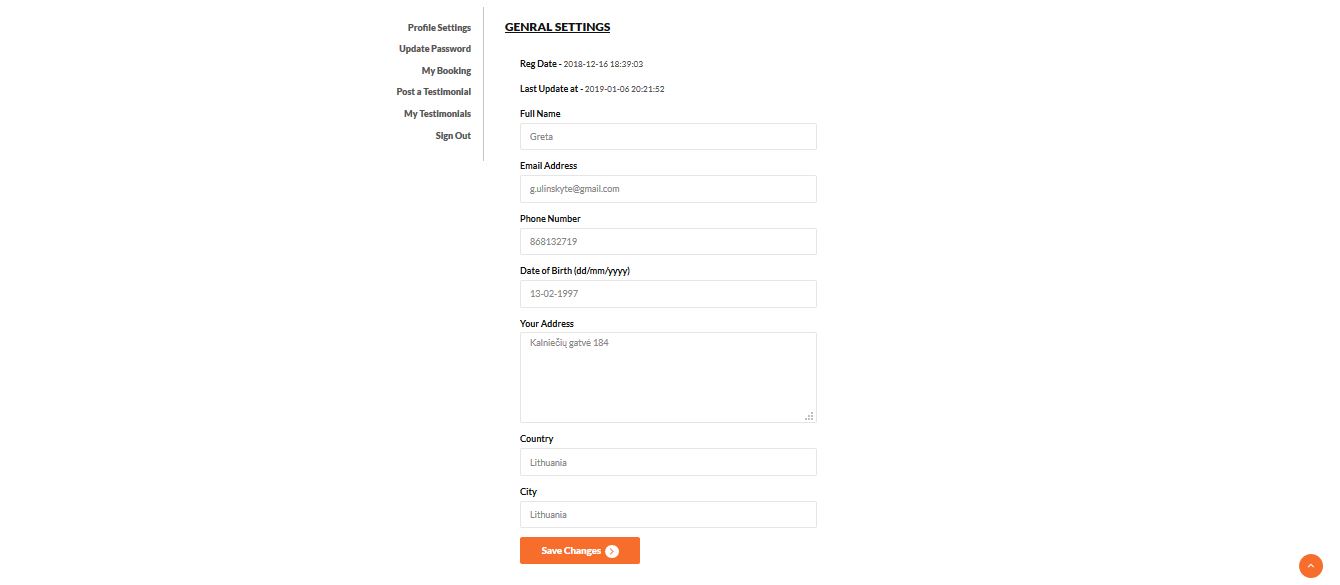 Profile Settings
Update Password
My Booking
Post a Testimonial
My Testimonials
Sign Out
GENRAL SETTINGS
Reg Date - 2018-12-16 18:39:03
Last Update at - 2019-01-06 20:21:52
Full Name
Greta
Email Address
g.ulinskyte@gmail.com
Phone Number
868132719
Date of Birth (dd/mm/yyyy)
13-02-1997
Your Address
Kalniečių gatvė 184
Country
Lithuania
City
Lithuania
Save Changes